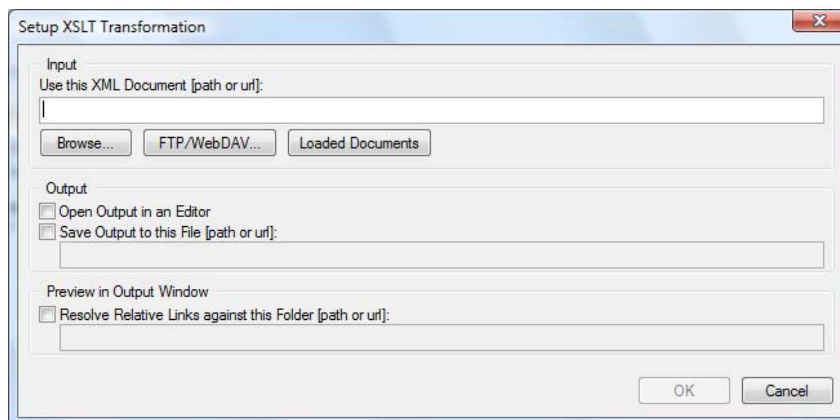 Setup XSLT Transformation
Input
Use this XML Document [path or url]:
Browse...
FTP/WebDAV...
Loaded Documents
Output
Open Output in an Editor
Save Output to this File [path or url]:
Preview in Output Window
Resolve Relative Links against this Folder [path or url]:
OK
Cancel